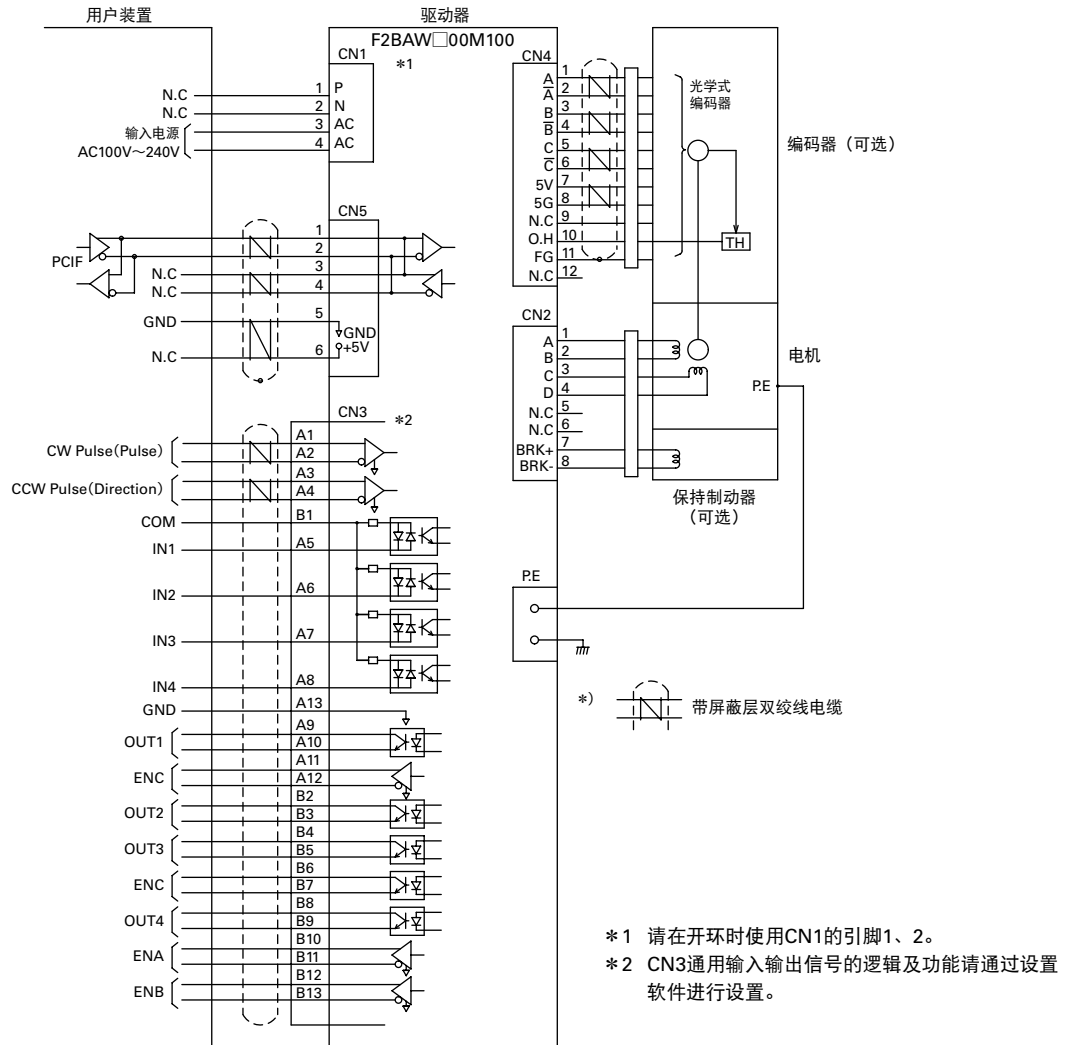 用户装置
驱动器
F2BAW□00M100
CN1
*1
N.C
1
P
N.C
2
N
输入电源
AC100V～240V
3
AC
4
AC
CN5
PCIF
1
2
N.C
3
N.C
4
GND
5
GND
N.C
6
+5V
CN3
*2
CW Pulse(Pulse)
A1
A2
CCW Pulse(Direction)
A3
A4
COM
B1
IN1
A5
IN2
A6
IN3
A7
IN4
A8
GND
A13
OUT1
A9
A10
ENC
A11
A12
OUT2
B2
B3
OUT3
B4
B5
ENC
B6
B7
OUT4
B8
B9
ENA
B10
B11
ENB
B12
B13
CN4
A
1
A̅
2
B
3
B̅
4
C
5
C̅
6
5V
7
5G
8
N.C
9
O.H
10
FG
11
N.C
12
光学式
编码器
TH
编码器（可选）
CN2
A
1
B
2
C
3
D
4
N.C
5
N.C
6
BRK+
7
BRK-
8
电机
P.E
保持制动器
（可选）
P.E
*）
带屏蔽层双绞线电缆
*1 请在开环时使用CN1的引脚1、2。
*2 CN3通用输入输出信号的逻辑及功能请通过设置
软件进行设置。